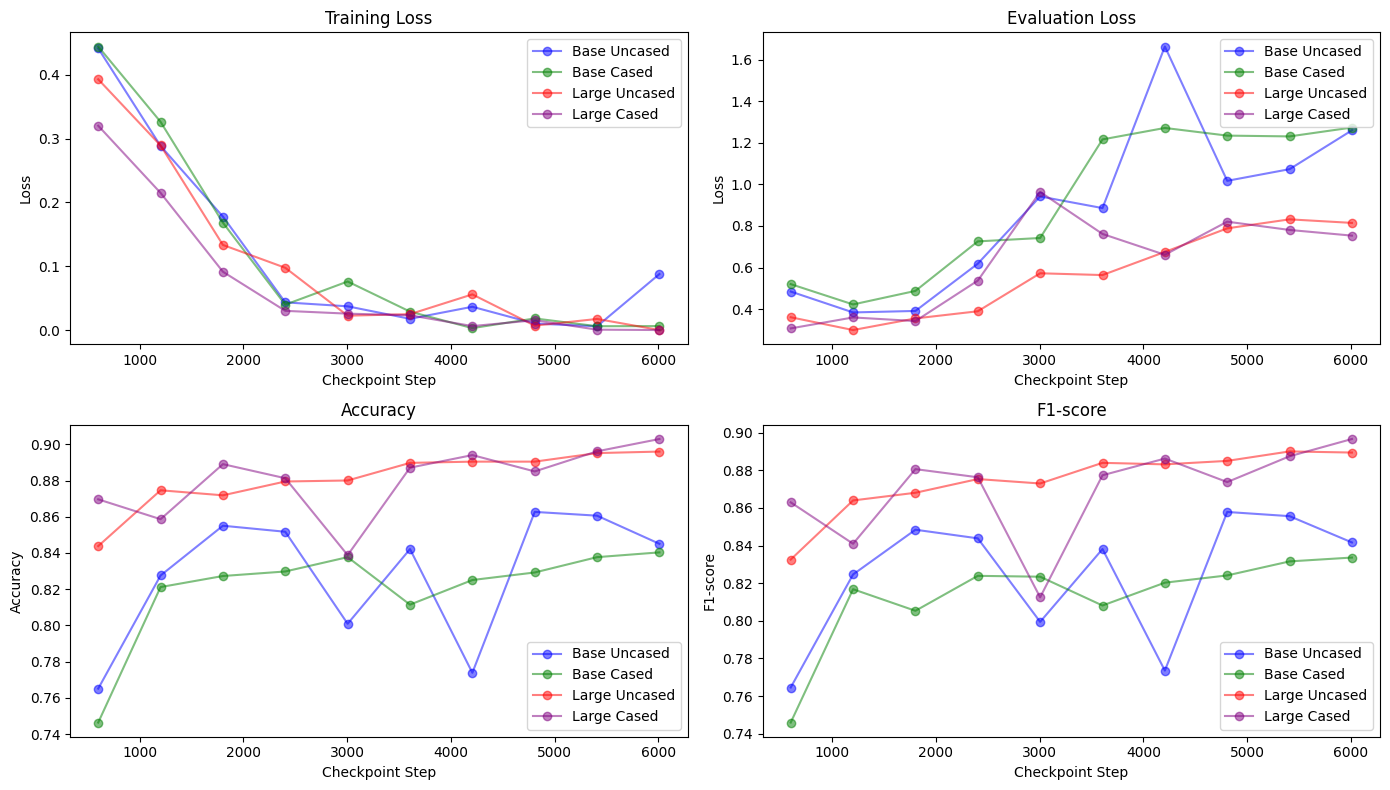 Training Loss
Loss
0.4
0.3
0.2
0.1
0.0
Base Uncased
Base Cased
Large Uncased
Large Cased
1000 2000 3000 4000 5000 6000
Checkpoint Step
Evaluation Loss
Loss
1.6
1.4
1.2
1.0
0.8
0.6
0.4
Base Uncased
Base Cased
Large Uncased
Large Cased
1000 2000 3000 4000 5000 6000
Checkpoint Step
Accuracy
Accuracy
0.90
0.88
0.86
0.84
0.82
0.80
0.78
0.76
0.74
Base Uncased
Base Cased
Large Uncased
Large Cased
1000 2000 3000 4000 5000 6000
Checkpoint Step
F1-score
F1-score
0.90
0.88
0.86
0.84
0.82
0.80
0.78
0.76
0.74
Base Uncased
Base Cased
Large Uncased
Large Cased
1000 2000 3000 4000 5000 6000
Checkpoint Step